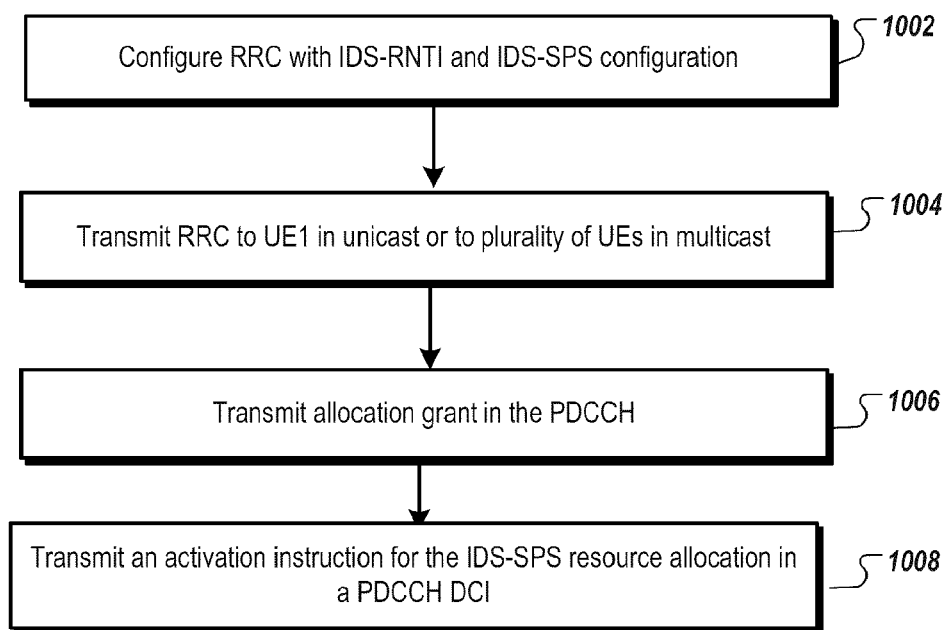 1002
Configure RRC with IDS-RNTI and IDS-SPS configuration
1004
Transmit RRC to UE1 in unicast or to plurality of UEs in multicast
1006
Transmit allocation grant in the PDCCH
1008
Transmit an activation instruction for the IDS-SPS resource allocation in
a PDCCH DCI